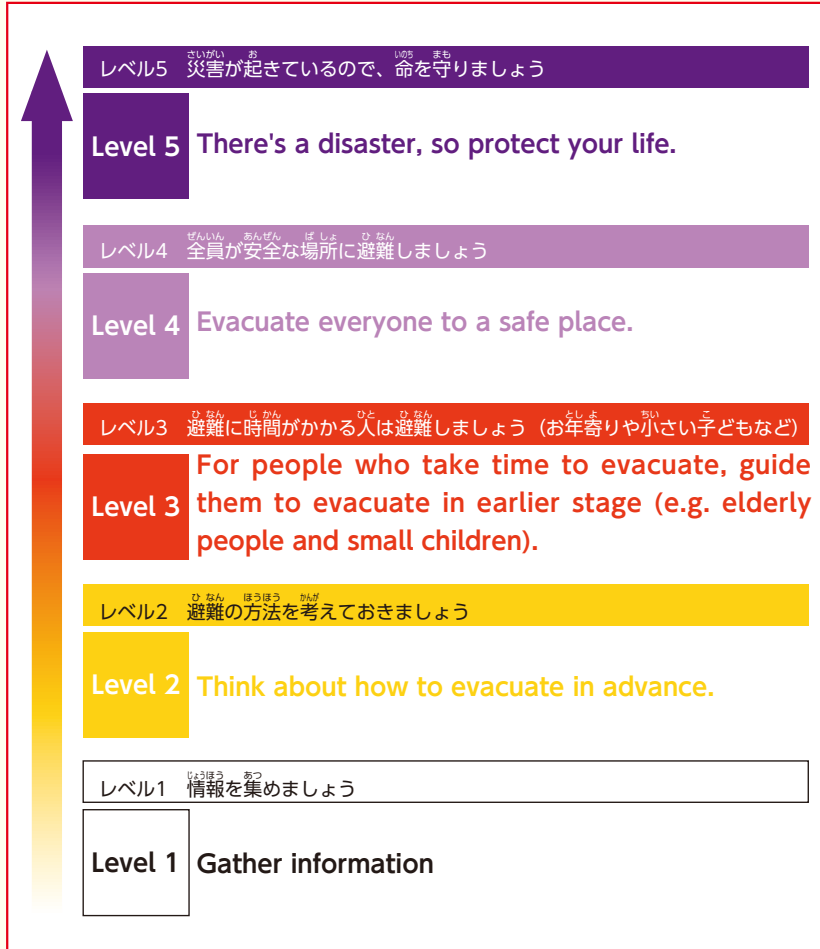 レベル5 災害が起きているので、命を守りましょう
Level 5 There's a disaster, so protect your life.
レベル4 全員が安全な場所に避難しましょう
Level 4 Evacuate everyone to a safe place.
レベル3 避難に時間がかかる人は避難しましょう（お年寄りや小さい子どもなど）
Level 3
For people who take time to evacuate, guide
them to evacuate in earlier stage (e.g. elderly
people and small children).
レベル2 避難の方法を考えておきましょう
Level 2 Think about how to evacuate in advance.
レベル1 情報を集めましょう
Level 1 Gather information